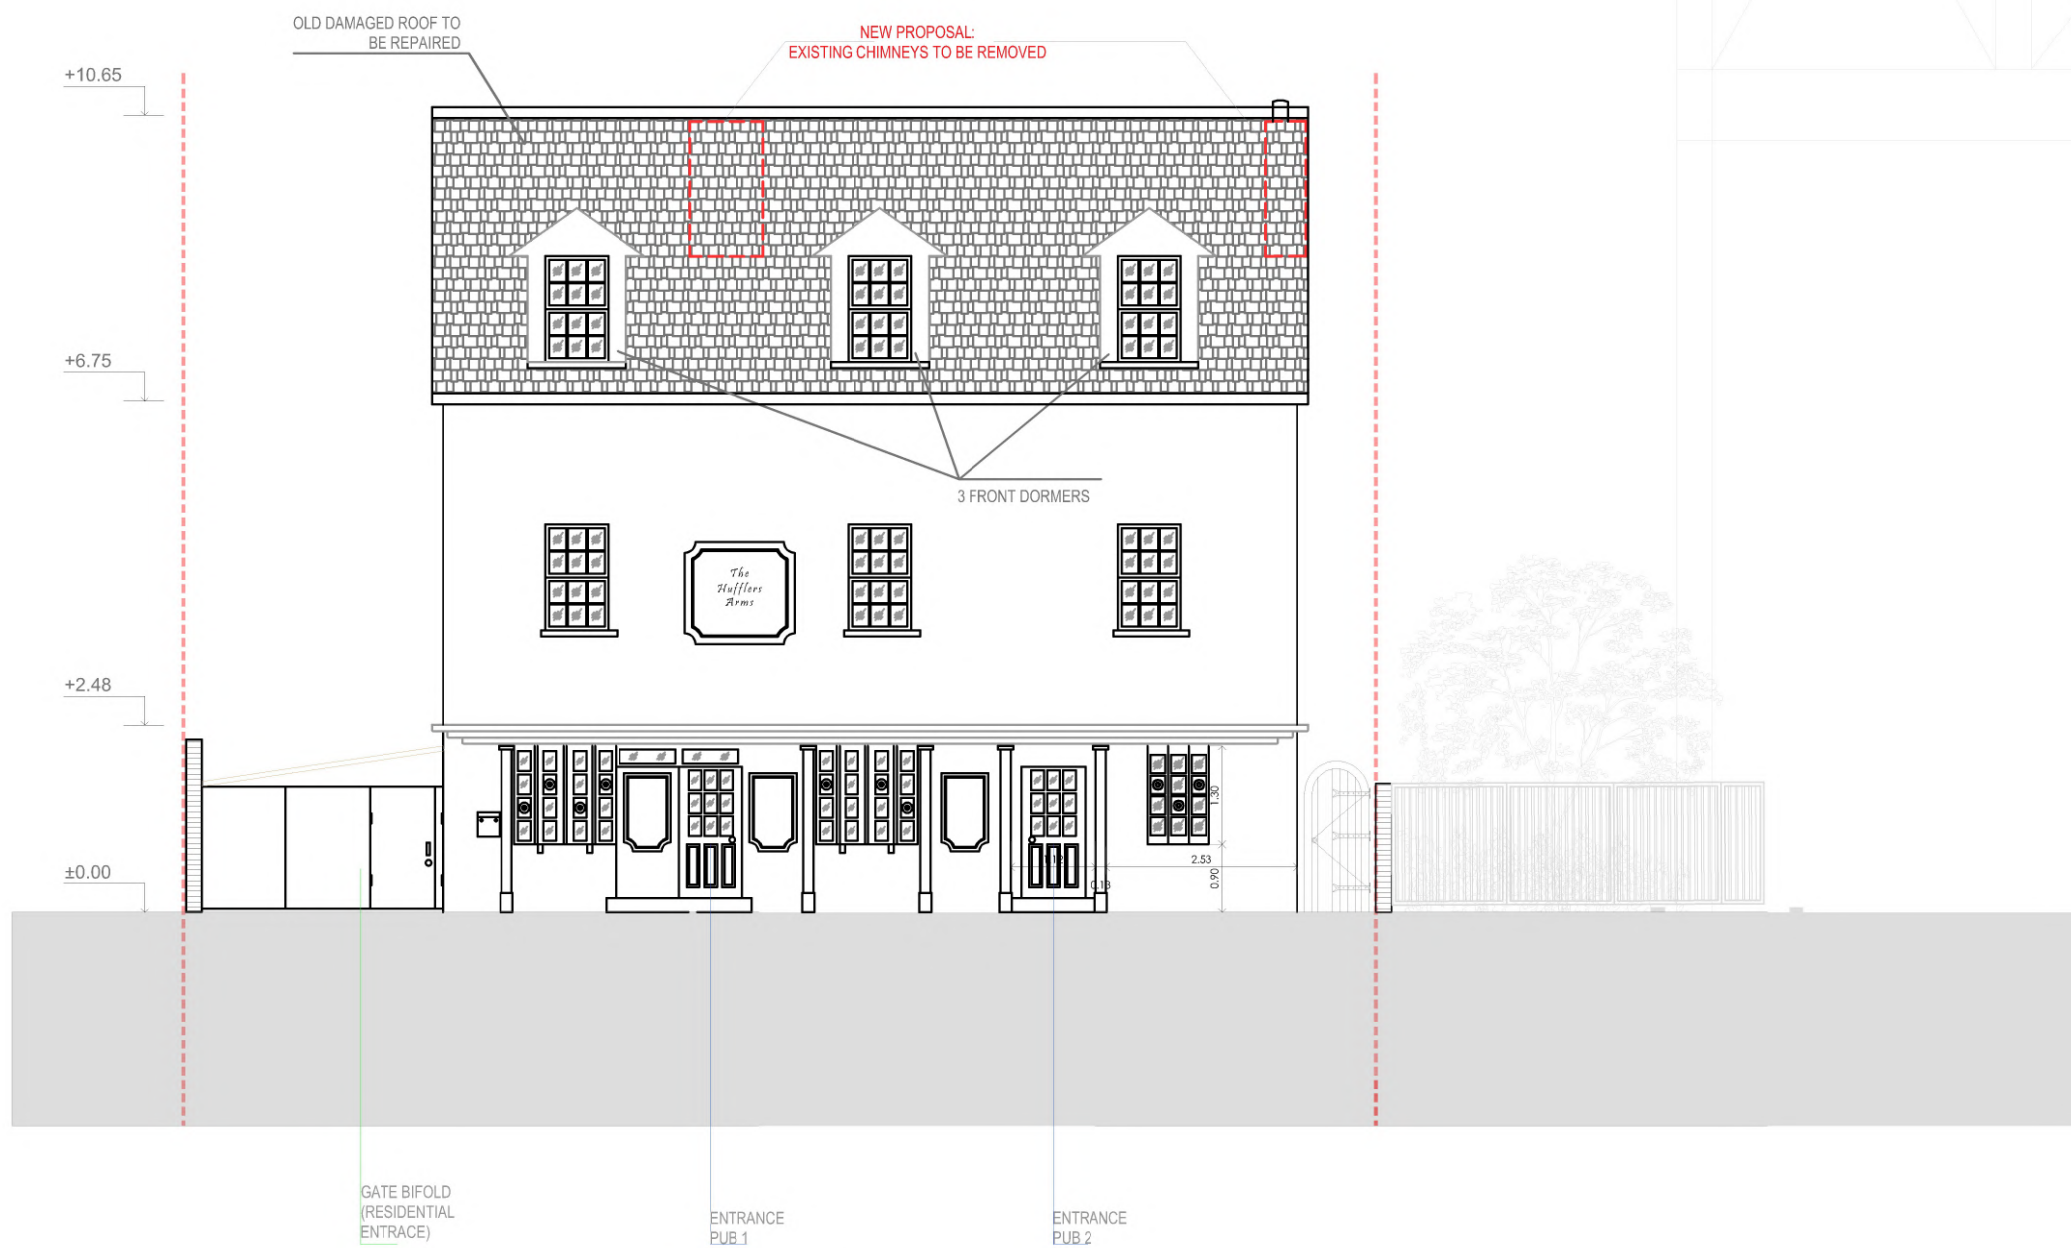 OLD DAMAGED ROOF TO
BE REPAIRED
NEW PROPOSAL:
EXISTING CHIMNEYS TO BE REMOVED
+10.65
+6.75
3 FRONT DORMERS
The
Hufflers
Arms
+2.48
1.30
±0.00
2.53
0.13
0.90
GATE BIFOLD
(RESIDENTIAL
ENTRACE)
ENTRANCE
PUB 1
ENTRANCE
PUB 2